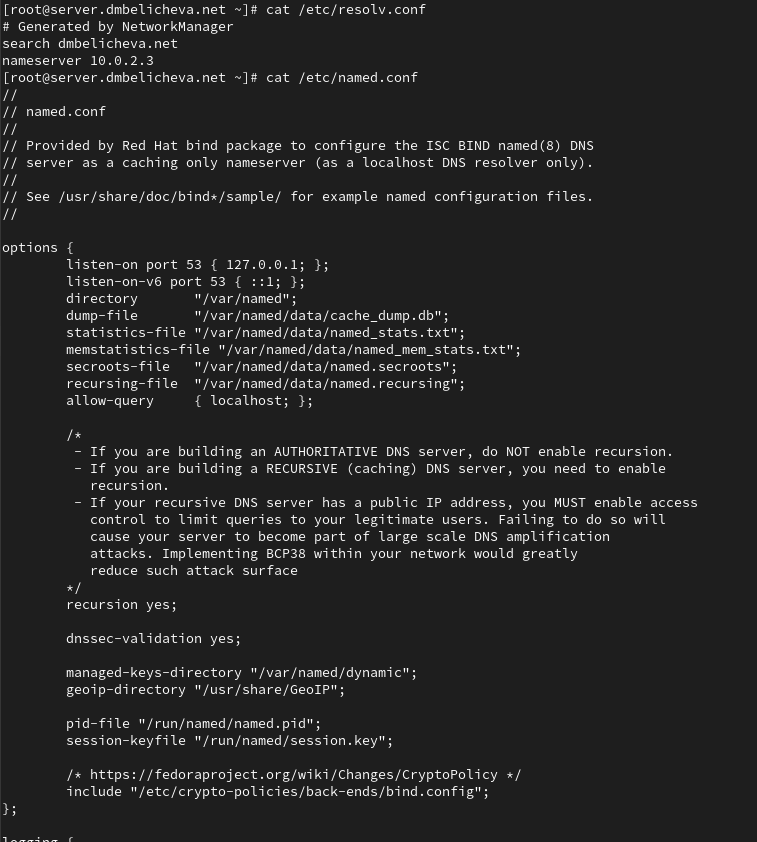 [root@server.dmbelicheva.net ~]# cat /etc/resolv.conf
# Generated by NetworkManager
search dmbelicheva.net
nameserver 10.0.2.3
[root@server.dmbelicheva.net ~]# cat /etc/named.conf
//
// named.conf
//
// Provided by Red Hat bind package to configure the ISC BIND named(8) DNS
// server as a caching only nameserver (as a localhost DNS resolver only).
//
// See /usr/share/doc/bind*/sample/ for example named configuration files.
//

options {
        listen-on port 53 { 127.0.0.1; };
        listen-on-v6 port 53 { ::1; };
        directory       "/var/named";
        dump-file       "/var/named/data/cache_dump.db";
        statistics-file "/var/named/data/named_stats.txt";
        memstatistics-file "/var/named/data/named_mem_stats.txt";
        secroots-file   "/var/named/data/named.secroots";
        recursing-file  "/var/named/data/named.recursing";
        allow-query     { localhost; };

        /*
         - If you are building an AUTHORITATIVE DNS server, do NOT enable recursion.
         - If you are building a RECURSIVE (caching) DNS server, you need to enable
           recursion.
         - If your recursive DNS server has a public IP address, you MUST enable access
           control to limit queries to your legitimate users. Failing to do so will
           cause your server to become part of large scale DNS amplification
           attacks. Implementing BCP38 within your network would greatly
           reduce such attack surface
        */
        recursion yes;

        dnssec-validation yes;

        managed-keys-directory "/var/named/dynamic";
        geoip-directory "/usr/share/GeoIP";

        pid-file "/run/named/named.pid";
        session-keyfile "/run/named/session.key";

        /* https://fedoraproject.org/wiki/Changes/CryptoPolicy */
        include "/etc/crypto-policies/back-ends/bind.config";
};

logging {